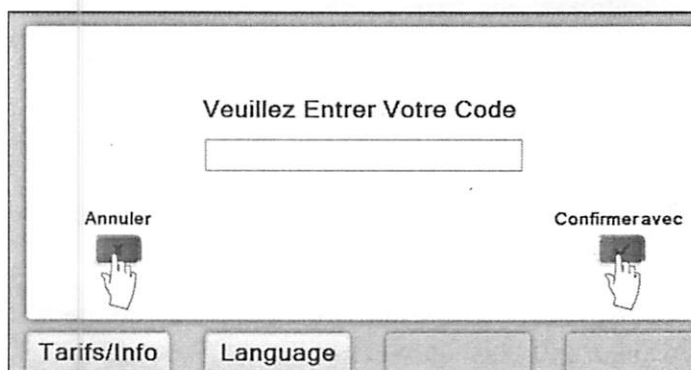 Veuillez Entrer Votre Code
Annuler
Confirmer avec
Tarifs/Info
Language